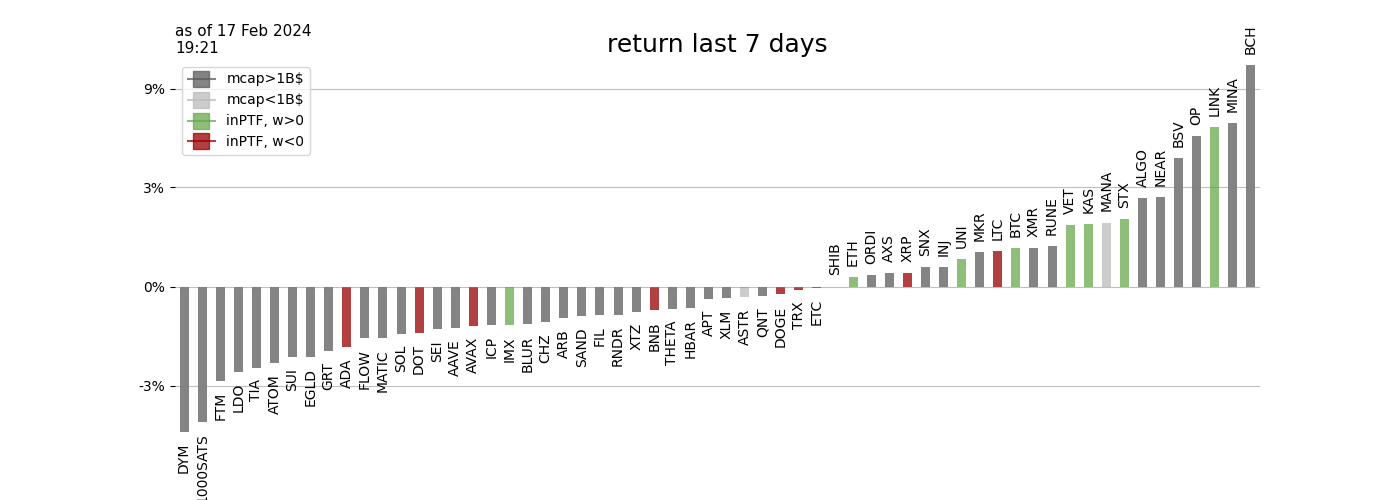 as of 17 Feb 2024
19:21
return last 7 days
mcap>1B$
mcap<1B$
inPTF, w>0
inPTF, w<0
9%
3%
0%
-3%
DYM
1000SATS
FTM
LDO
TIA
ATOM
SUI
EGLD
GRT
ADA
FLOW
MATIC
SOL
DOT
SEI
AAVE
AVAX
ICP
IMX
BLUR
CHZ
ARB
SAND
FIL
RNDR
XTZ
BNB
THETA
HBAR
APT
XLM
ASTR
QNT
DOGE
TRX
ETC
SHIB
ETH
ORDI
AXS
XRP
SNX
INJ
UNI
MKR
LTC
BTC
XMR
RUNE
VET
KAS
MANA
STX
ALGO
NEAR
BSV
OP
LINK
MINA
BCH